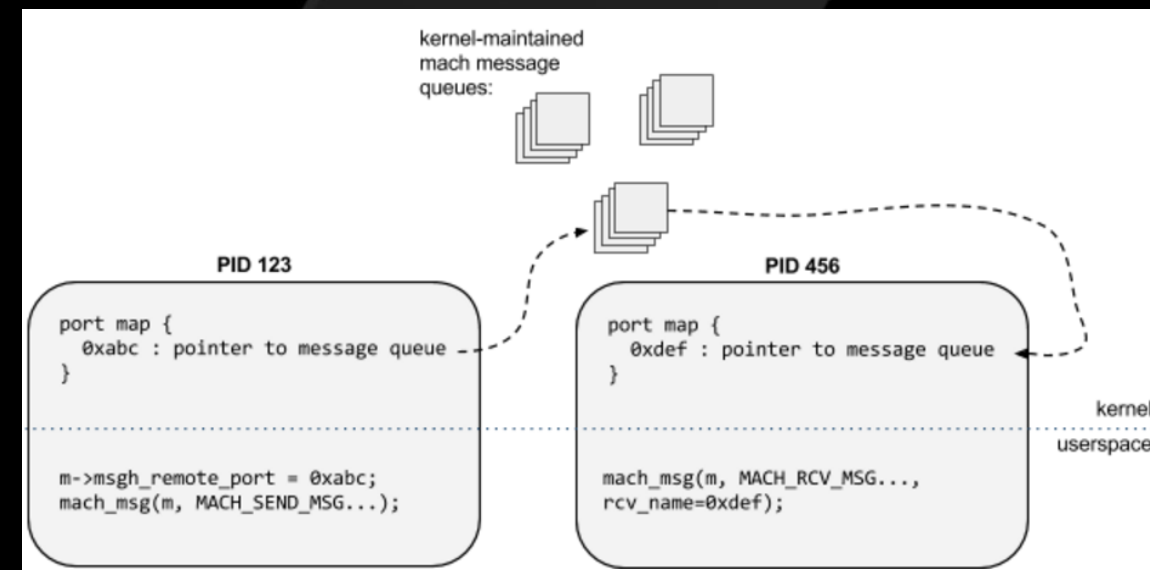 kernel-maintained
mach message
queues:
PID 123
port map {
0xabc : pointer to message queue
}
m->msgh_remote_port = 0xabc;
mach_msg(m, MACH_SEND_MSG...);
PID 456
port map {
0xdef : pointer to message queue
}
mach_msg(m, MACH_RCV_MSG...,
rcv_name=0xdef);
kernel
userspace